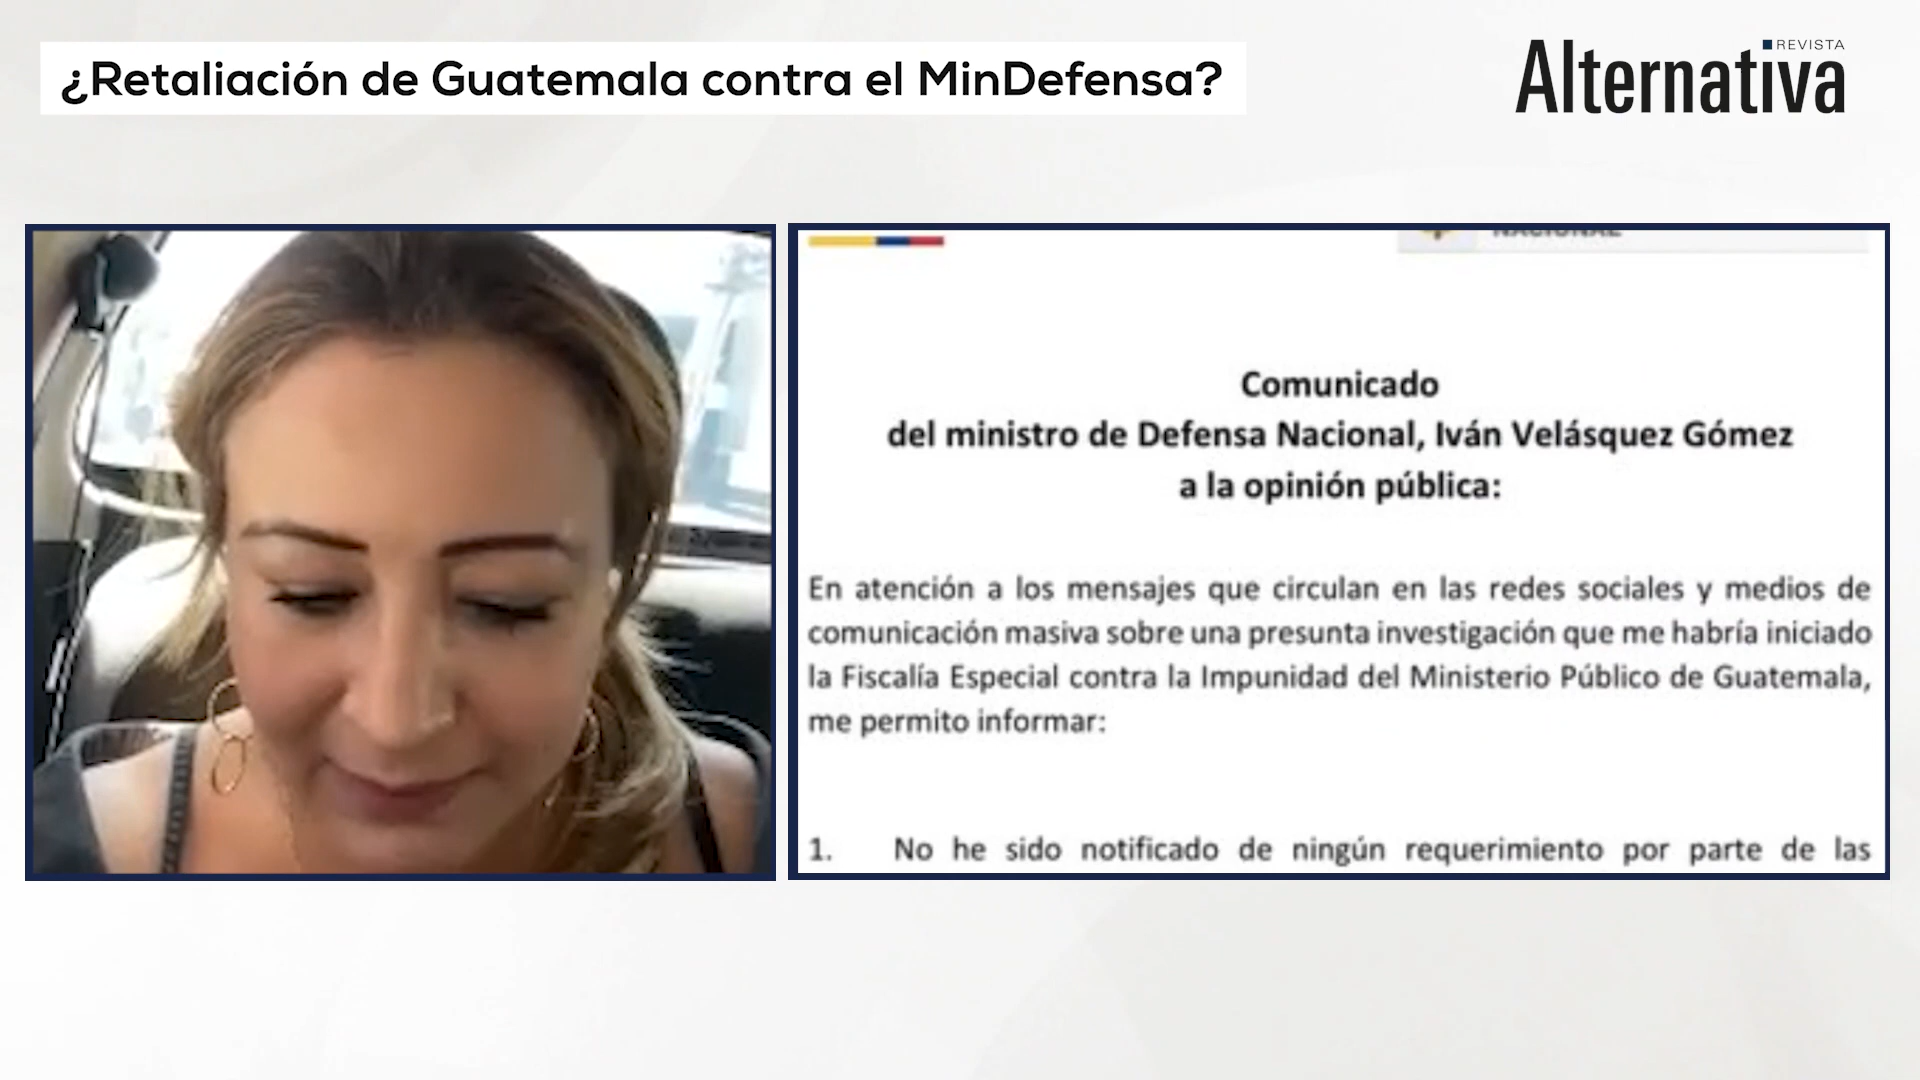 ¿Retaliación de Guatemala contra el MinDefensa?
REVISTA
Alternativa
NACIONAL
Comunicado
del ministro de Defensa Nacional, Iván Velásquez Gómez
a la opinión pública:
En atención a los mensajes que circulan en las redes sociales y medios de
comunicación masiva sobre una presunta investigación que me habría iniciado
la Fiscalía Especial contra la Impunidad del Ministerio Público de Guatemala,
me permito informar:
1. No he sido notificado de ningún requerimiento por parte de las